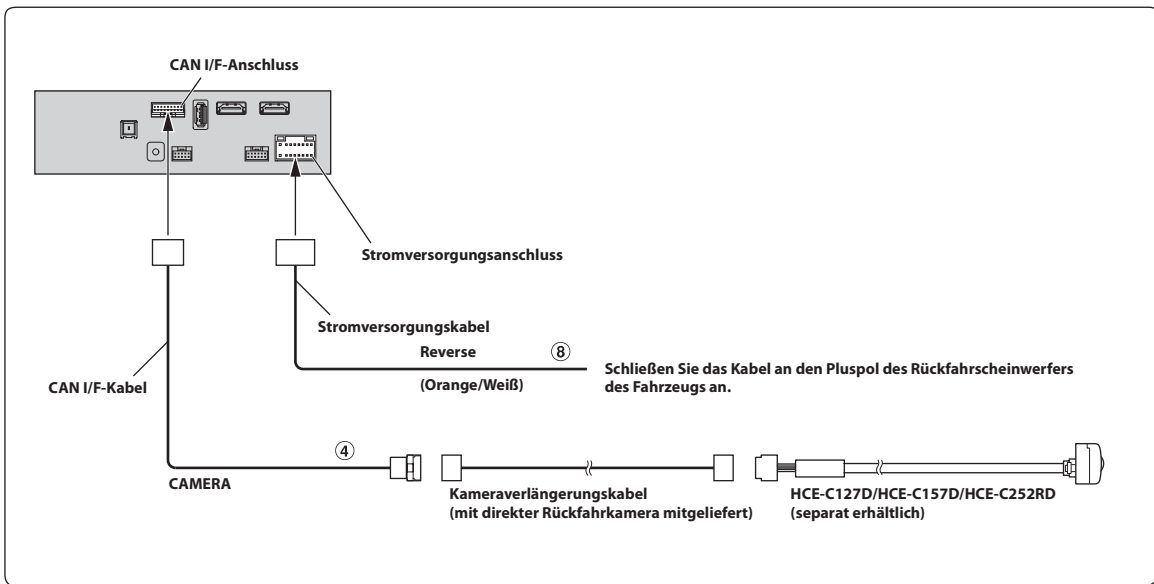 CAN I/F-Anschluss
Stromversorgungsanschluss
Stromversorgungskabel
Reverse
⑧
(Orange/Weiß)
Schließen Sie das Kabel an den Pluspol des Rückfahrscheinwerfers
des Fahrzeugs an.
CAN I/F-Kabel
④
CAMERA
Kameraverlängerungskabel
(mit direkter Rückfahrkamera mitgeliefert)
HCE-C127D/HCE-C157D/HCE-C252RD
(separat erhältlich)